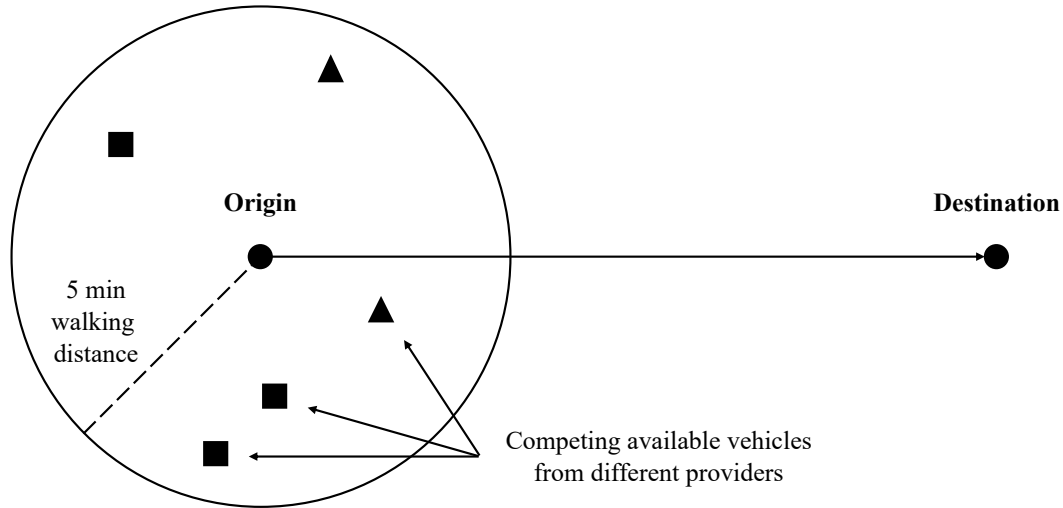 Origin
Destination
5 min
walking
distance
Competing available vehicles
from different providers